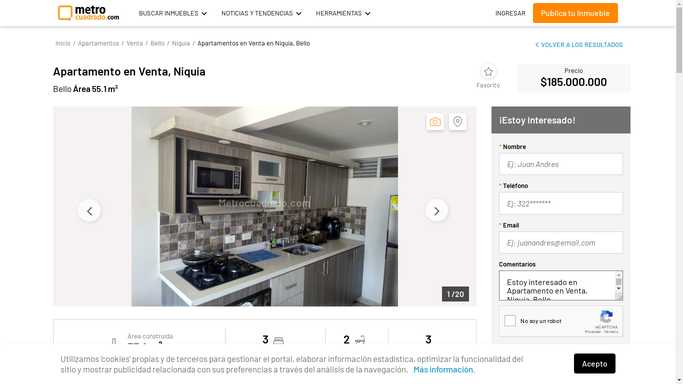 metro
cuadrado.com
BUSCAR INMUEBLES
NOTICIAS Y TENDENCIAS
HERRAMIENTAS
INGRESAR
Publica tu Inmueble
Inicio / Apartamentos / Venta / Bello / Niquia / Apartamentos en Venta en Niquia, Bello
VOLVER A LOS RESULTADOS
Apartamento en Venta, Niquia
Bello Área 55.1 m²
Favorito
Precio
$185.000.000
Metrocuadrado.com
1 / 20
¡Estoy Interesado!
* Nombre
Ej: Juan Andres
* Teléfono
Ej: 322*******
* Email
Ej: juanandres@email.com
Comentarios
Estoy interesado en
Apartamento en Venta,
Niquia, Bello
No soy un robot
reCAPTCHA
Privacidad - Términos
Área construida
3
2
3
Utilizamos 'cookies' propias y de terceros para gestionar el portal, elaborar información estadística, optimizar la funcionalidad del
sitio y mostrar publicidad relacionada con sus preferencias a través del análisis de la navegación. Más información.
Acepto